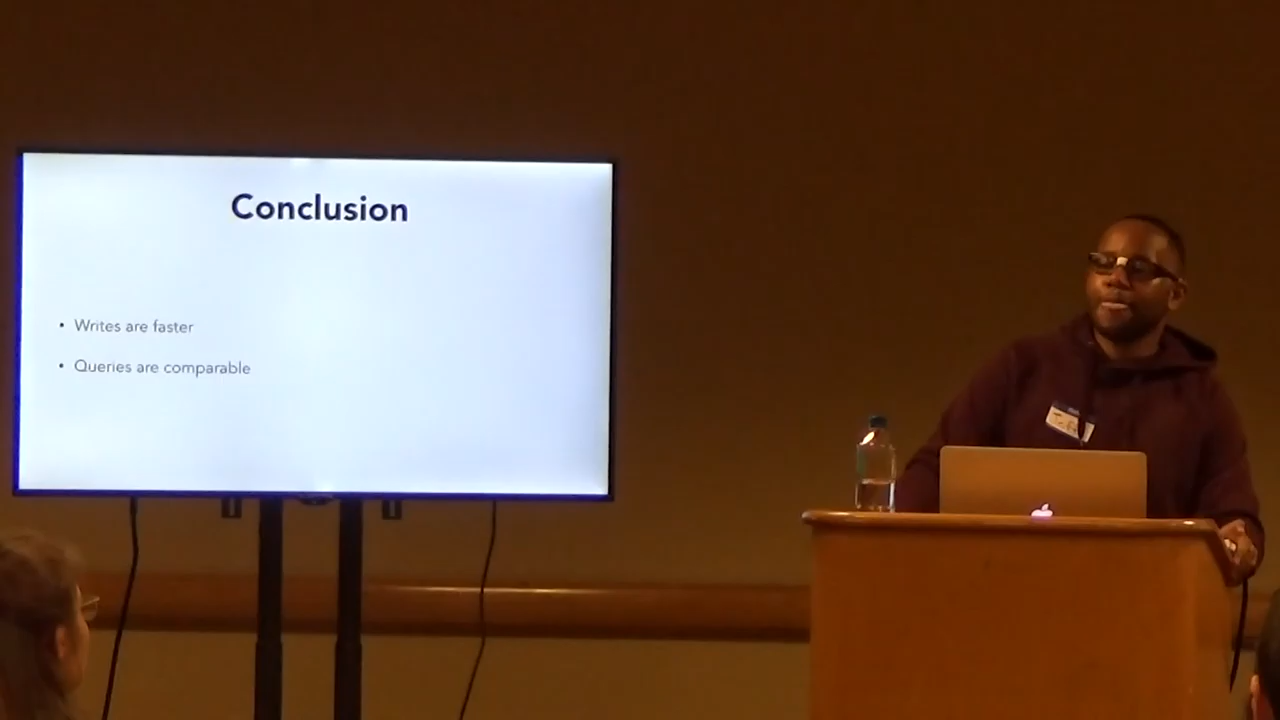 Conclusion
• Writes are faster
• Queries are comparable